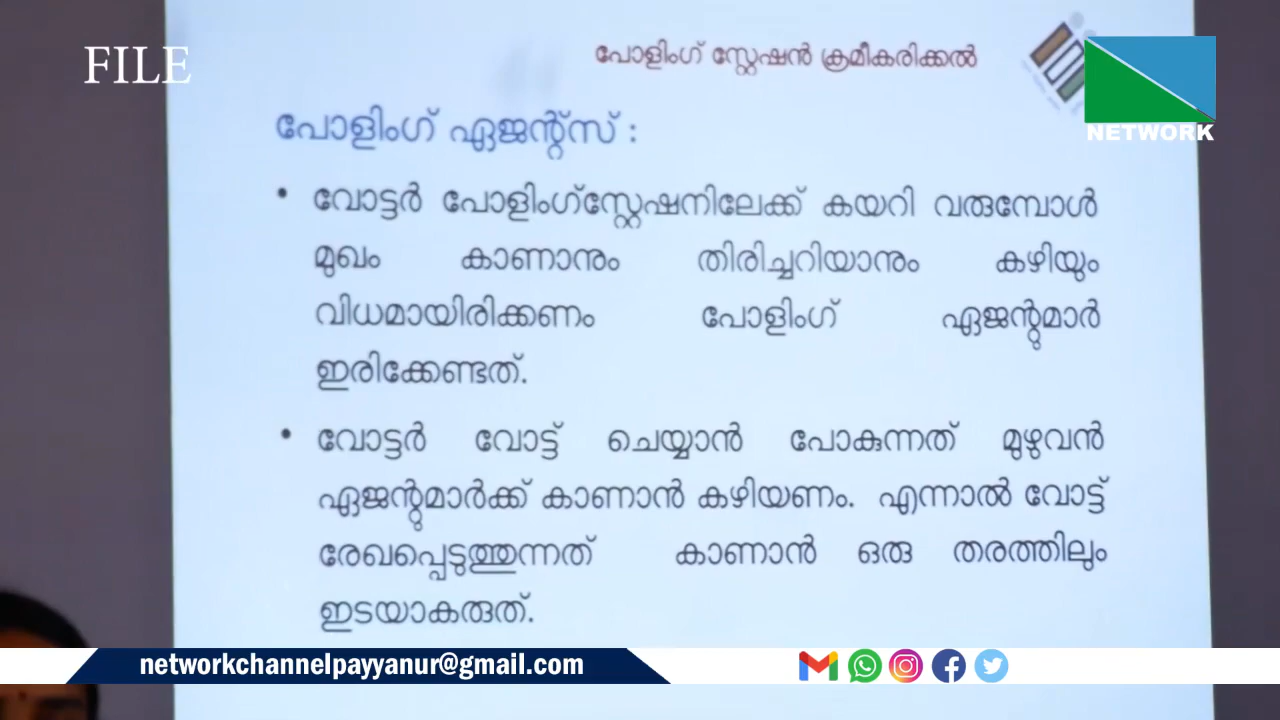 FILE
പോളിംഗ് സ്റ്റേഷൻ ക്രമീകരിക്കൽ
NETWORK
പോളിംഗ് ഏജന്റ്സ് :
• വോട്ടർ പോളിംഗ്സ്റ്റേഷനിലേക്ക് കയറി വരുമ്പോൾ
മുഖം കാണാനും തിരിച്ചറിയാനും കഴിയും
വിധമായിരിക്കണം പോളിംഗ് ഏജന്റുമാർ
ഇരിക്കേണ്ടത്.
• വോട്ടർ വോട്ട് ചെയ്യാൻ പോകുന്നത് മുഴുവൻ
ഏജന്റുമാർക്ക് കാണാൻ കഴിയണം. എന്നാൽ വോട്ട്
രേഖപ്പെടുത്തുന്നത് കാണാൻ ഒരു തരത്തിലും
ഇടയാകരുത്.
networkchannelpayyanur@gmail.com